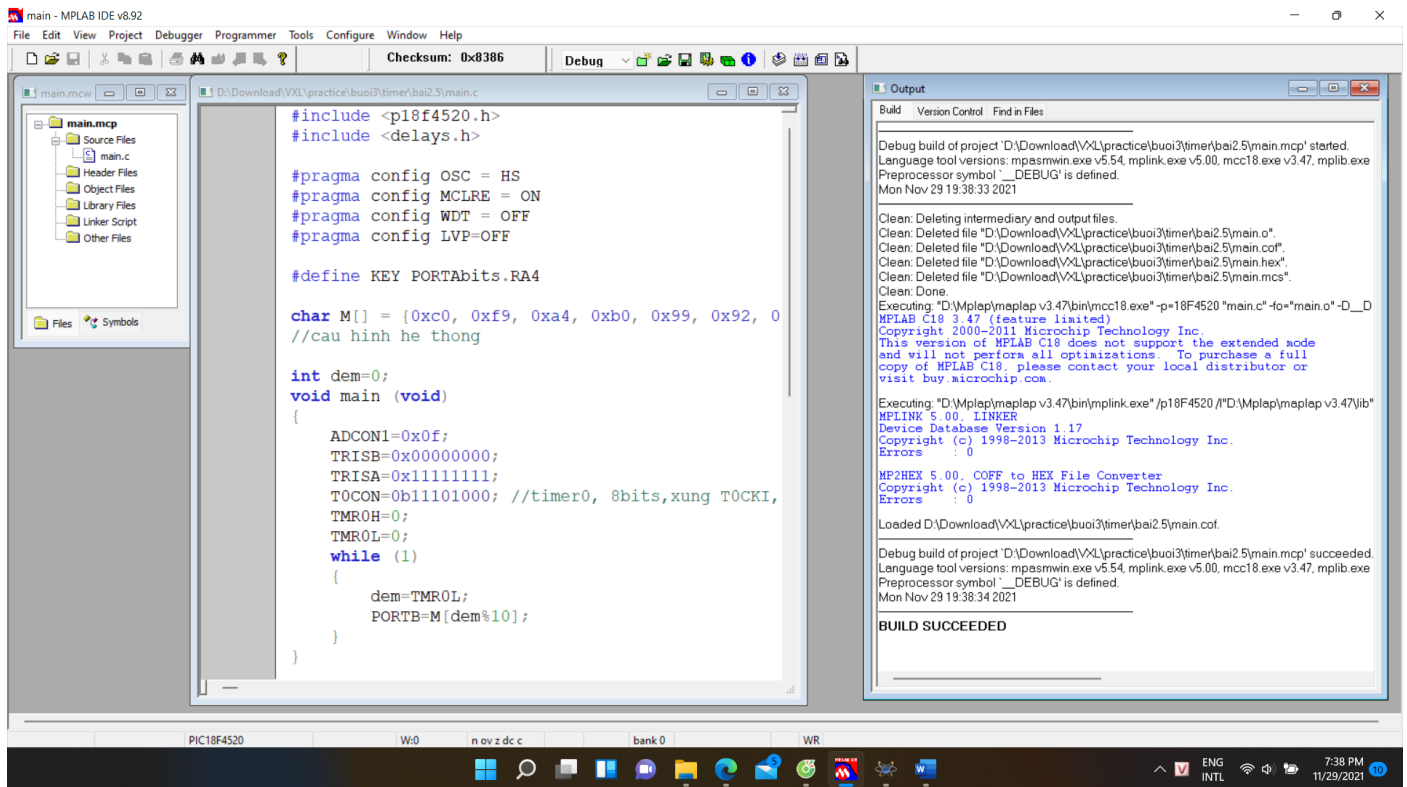 main - MPLAB IDE v8.92
File Edit View Project Debugger Programmer Tools Configure Window Help
Checksum: 0x8386
Debug
main.mcw
main.mcp
Source Files
main.c
Header Files
Object Files
Library Files
Linker Script
Other Files
Files Symbols
D:\Download\VXL\practice\buoi3\timer\bai2.5\main.c
#include <p18f4520.h>
#include <delays.h>
#pragma config OSC = HS
#pragma config MCLRE = ON
#pragma config WDT = OFF
#pragma config LVP=OFF
#define KEY PORTAbits.RA4
char M[] = {0xc0, 0xf9, 0xa4, 0xb0, 0x99, 0x92, 0
//cau hinh he thong
int dem=0;
void main (void)
{
ADCON1=0x0f;
TRISB=0x00000000;
TRISA=0x11111111;
T0CON=0b11101000; //timer0, 8bits,xung T0CKI,
TMR0H=0;
TMR0L=0;
while (1)
{
dem=TMR0L;
PORTB=M[dem%10];
}
}
Output
Build Version Control Find in Files
Debug build of project `D:\Download\VXL\practice\buoi3\timer\bai2.5\main.mcp' started.
Language tool versions: mpasmwin.exe v5.54, mplink.exe v5.00, mcc18.exe v3.47, mplib.exe
Preprocessor symbol `__DEBUG' is defined.
Mon Nov 29 19:38:33 2021
Clean: Deleting intermediary and output files.
Clean: Deleted file "D:\Download\VXL\practice\buoi3\timer\bai2.5\main.o".
Clean: Deleted file "D:\Download\VXL\practice\buoi3\timer\bai2.5\main.cof".
Clean: Deleted file "D:\Download\VXL\practice\buoi3\timer\bai2.5\main.hex".
Clean: Deleted file "D:\Download\VXL\practice\buoi3\timer\bai2.5\main.mcs".
Clean: Done.
Executing: "D:\Mplap\maplap v3.47\bin\mcc18.exe" -p=18F4520 "main.c" -fo="main.o" -D__D
MPLAB C18 3.47 (feature limited)
Copyright 2000-2011 Microchip Technology Inc.
This version of MPLAB C18 does not support the extended mode
and will not perform all optimizations. To purchase a full
copy of MPLAB C18, please contact your local distributor or
visit buy.microchip.com.
Executing: "D:\Mplap\maplap v3.47\bin\mplink.exe" /p18F4520 /l"D:\Mplap\maplap v3.47\lib"
MPLINK 5.00, LINKER
Device Database Version 1.17
Copyright (c) 1998-2013 Microchip Technology Inc.
Errors : 0
MP2HEX 5.00, COFF to HEX File Converter
Copyright (c) 1998-2013 Microchip Technology Inc.
Errors : 0
Loaded D:\Download\VXL\practice\buoi3\timer\bai2.5\main.cof.
Debug build of project `D:\Download\VXL\practice\buoi3\timer\bai2.5\main.mcp' succeeded.
Language tool versions: mpasmwin.exe v5.54, mplink.exe v5.00, mcc18.exe v3.47, mplib.exe
Preprocessor symbol `__DEBUG' is defined.
Mon Nov 29 19:38:34 2021
BUILD SUCCEEDED
PIC18F4520 W:0 n ov z dc c bank 0 WR
5
V
ENG
INTL
7:38 PM
11/29/2021
10